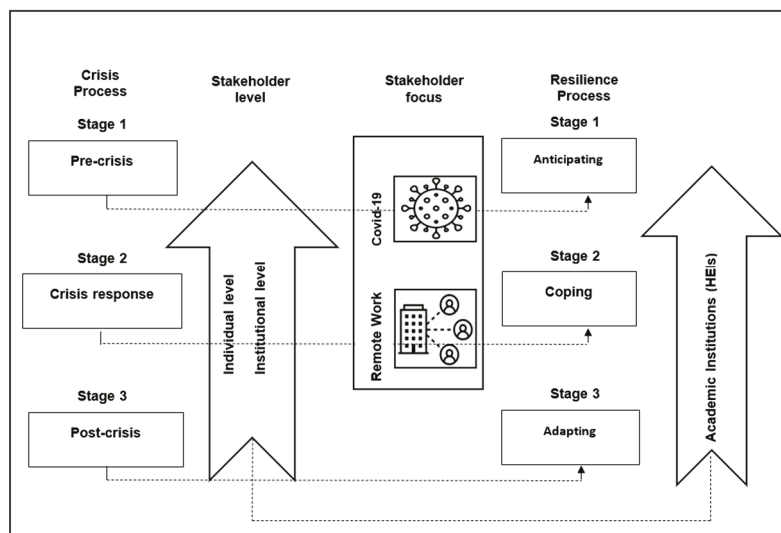 Crisis
Process
Stakeholder
level
Stakeholder
focus
Resilience
Process
Stage 1
Pre-crisis
Stage 1
Anticipating
Covid-19
Stage 2
Crisis response
Stage 2
Coping
Individual level
Institutional level
Remote Work
Academic Institutions (HEIs)
Stage 3
Post-crisis
Stage 3
Adapting